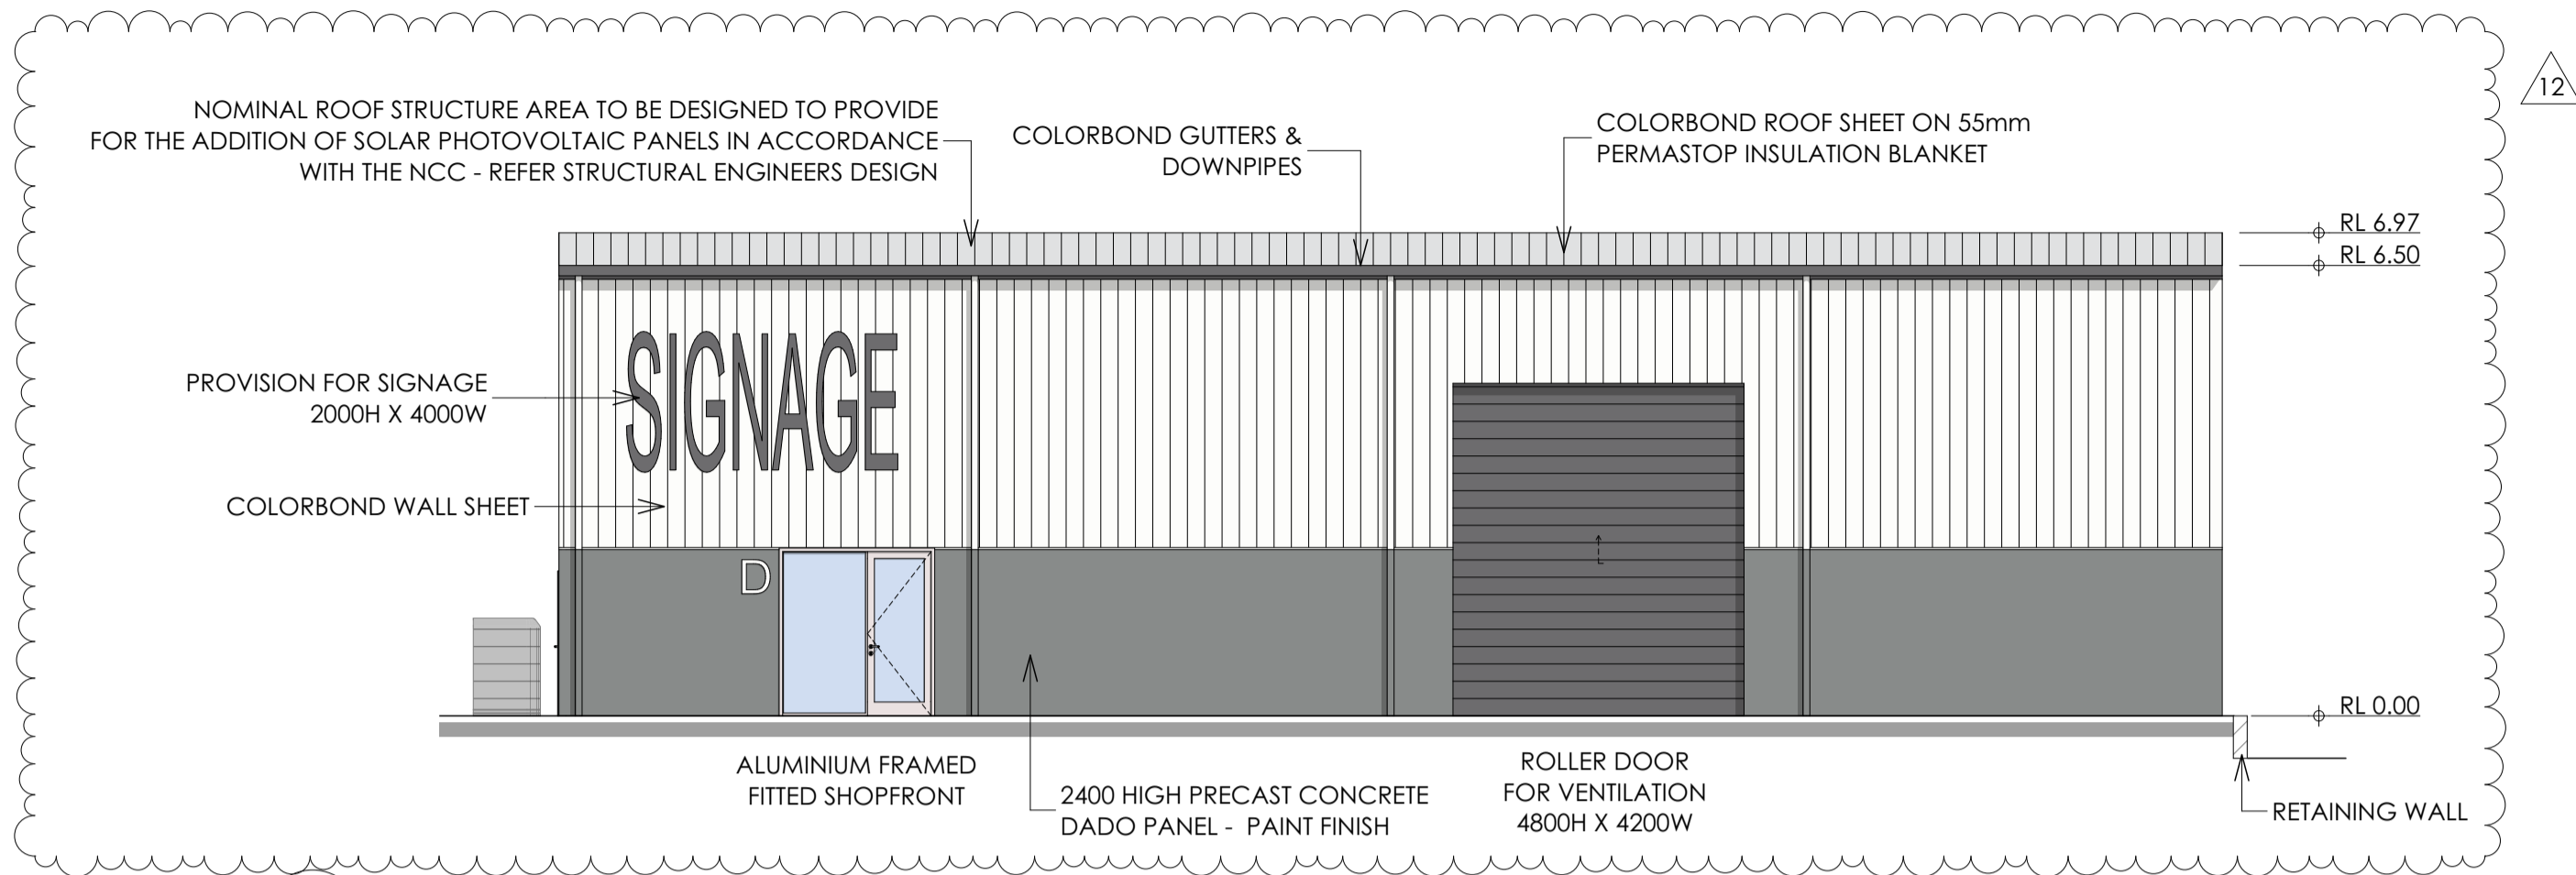 12
NOMINAL ROOF STRUCTURE AREA TO BE DESIGNED TO PROVIDE
FOR THE ADDITION OF SOLAR PHOTOVOLTAIC PANELS IN ACCORDANCE
WITH THE NCC - REFER STRUCTURAL ENGINEERS DESIGN
COLORBOND GUTTERS &
DOWNPIPES
COLORBOND ROOF SHEET ON 55mm
PERMASTOP INSULATION BLANKET
RL 6.97
RL 6.50
SIGNAGE
PROVISION FOR SIGNAGE
2000H X 4000W
COLORBOND WALL SHEET
D
RL 0.00
ALUMINIUM FRAMED
FITTED SHOPFRONT
2400 HIGH PRECAST CONCRETE
DADO PANEL - PAINT FINISH
ROLLER DOOR
FOR VENTILATION
4800H X 4200W
RETAINING WALL